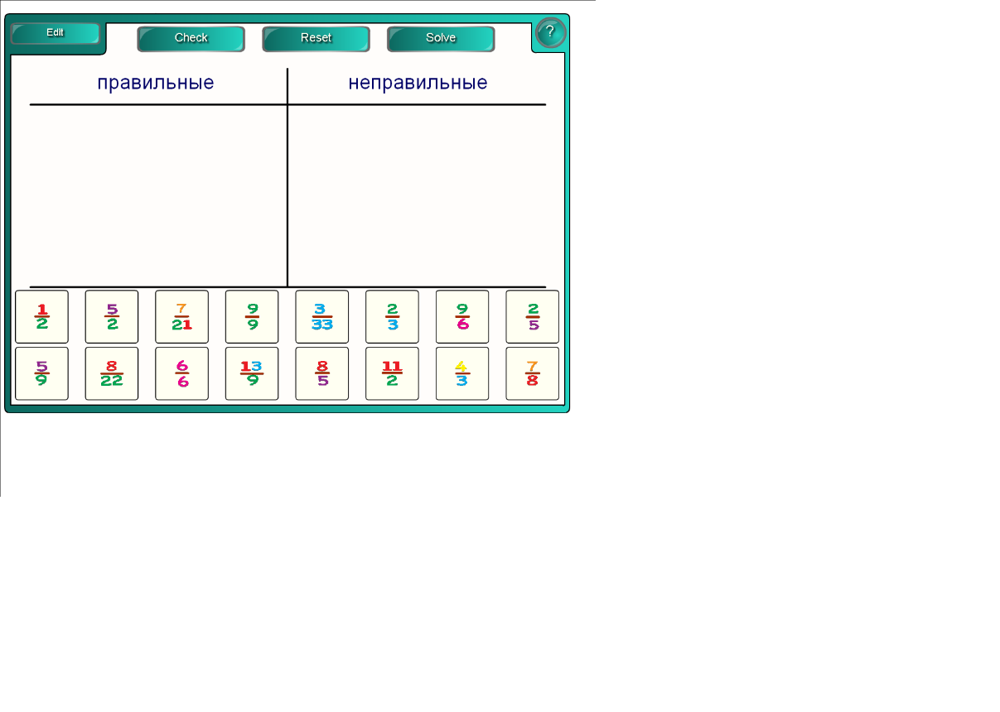 Edit
Check Reset Solve ?
правильные неправильные
1/2 5/2 7/21 9/9 3/33 2/3 9/6 2/5
5/9 8/22 6/6 13/9 8/5 11/2 4/3 7/8